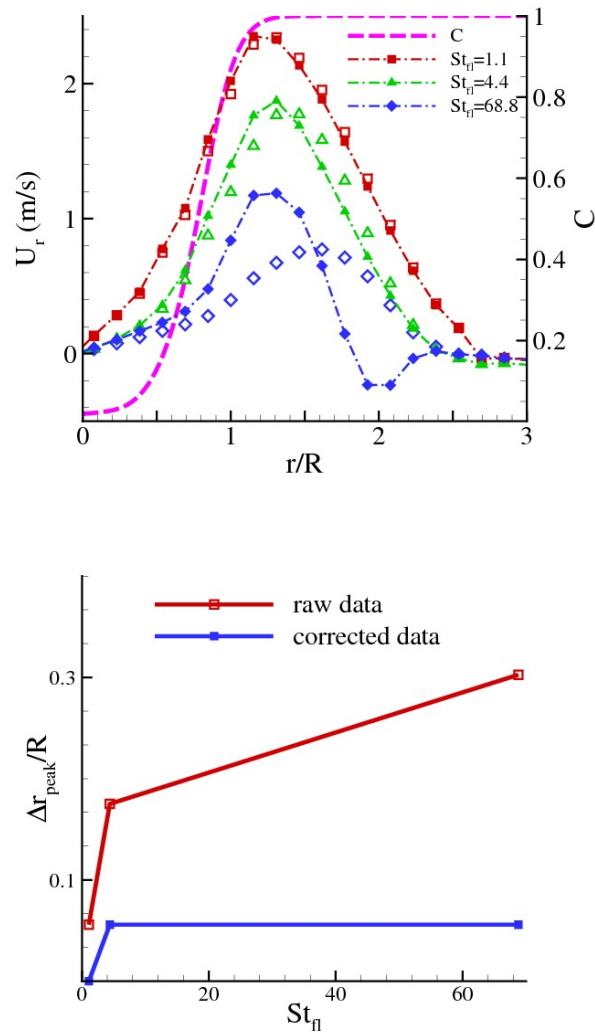 C
St_fl=1.1
St_fl=4.4
St_fl=68.8
U_r (m/s)
2
1
0
1
0.8
0.6
0.4
0.2
C
0
1
2
3
r/R
raw data
corrected data
Δr_peak/R
0.3
0.1
0
20
40
60
St_fl